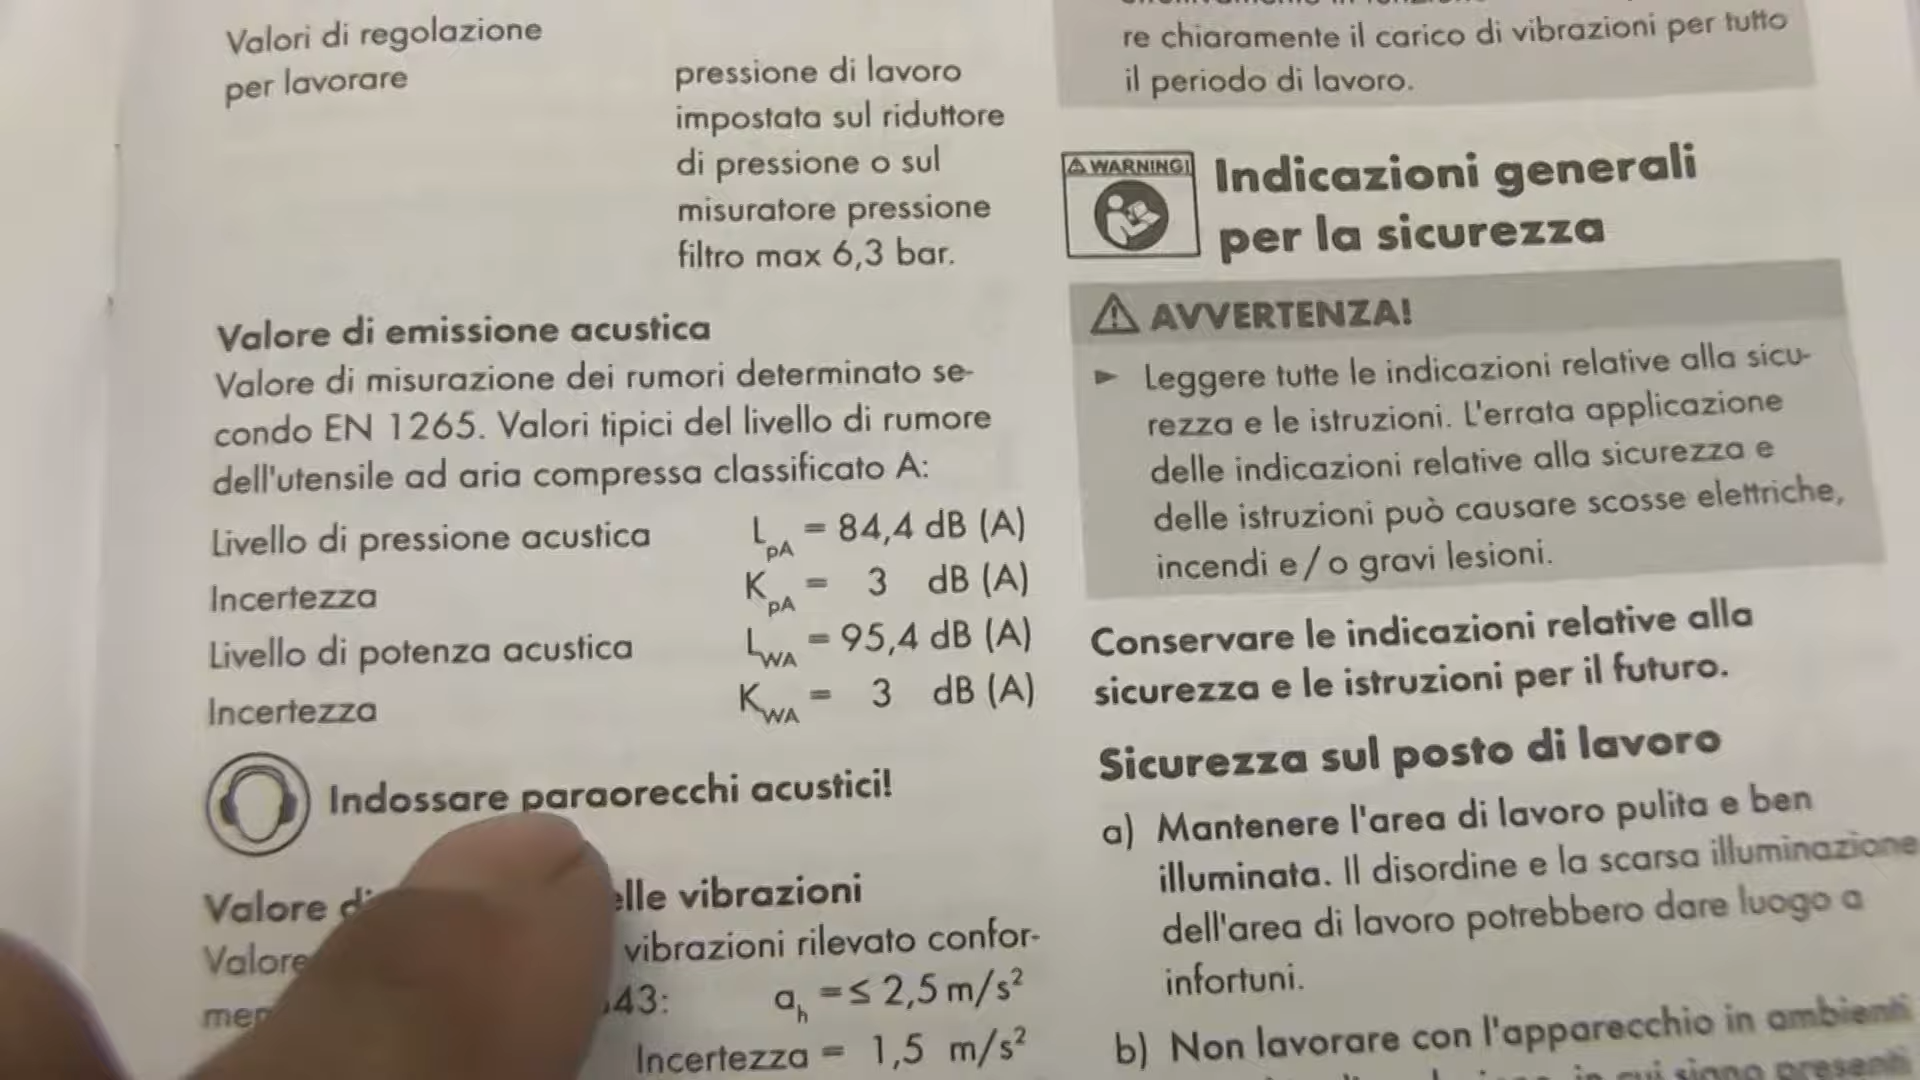 Valori di regolazione
per lavorare
pressione di lavoro
impostata sul riduttore
di pressione o sul
misuratore pressione
filtro max 6,3 bar.
Valore di emissione acustica
Valore di misurazione dei rumori determinato se-
condo EN 1265. Valori tipici del livello di rumore
dell'utensile ad aria compressa classificato A:
Livello di pressione acustica LpA = 84,4 dB (A)
Incertezza KpA = 3 dB (A)
Livello di potenza acustica LWA = 95,4 dB (A)
Incertezza KWA = 3 dB (A)
Indossare paraorecchi acustici!
Valore elle vibrazioni
Valore vibrazioni rilevato confor-
43: ah =≤ 2,5 m/s²
Incertezza = 1,5 m/s²
re chiaramente il carico di vibrazioni per tutto
il periodo di lavoro.
WARNING!
Indicazioni generali
per la sicurezza
AVVERTENZA!
► Leggere tutte le indicazioni relative alla sicu-
rezza e le istruzioni. L'errata applicazione
delle indicazioni relative alla sicurezza e
delle istruzioni può causare scosse elettriche,
incendi e / o gravi lesioni.
Conservare le indicazioni relative alla
sicurezza e le istruzioni per il futuro.
Sicurezza sul posto di lavoro
a) Mantenere l'area di lavoro pulita e ben
illuminata. Il disordine e la scarsa illuminazione
dell'area di lavoro potrebbero dare luogo a
infortuni.
b) Non lavorare con l'apparecchio in ambienti
in cui siano presenti